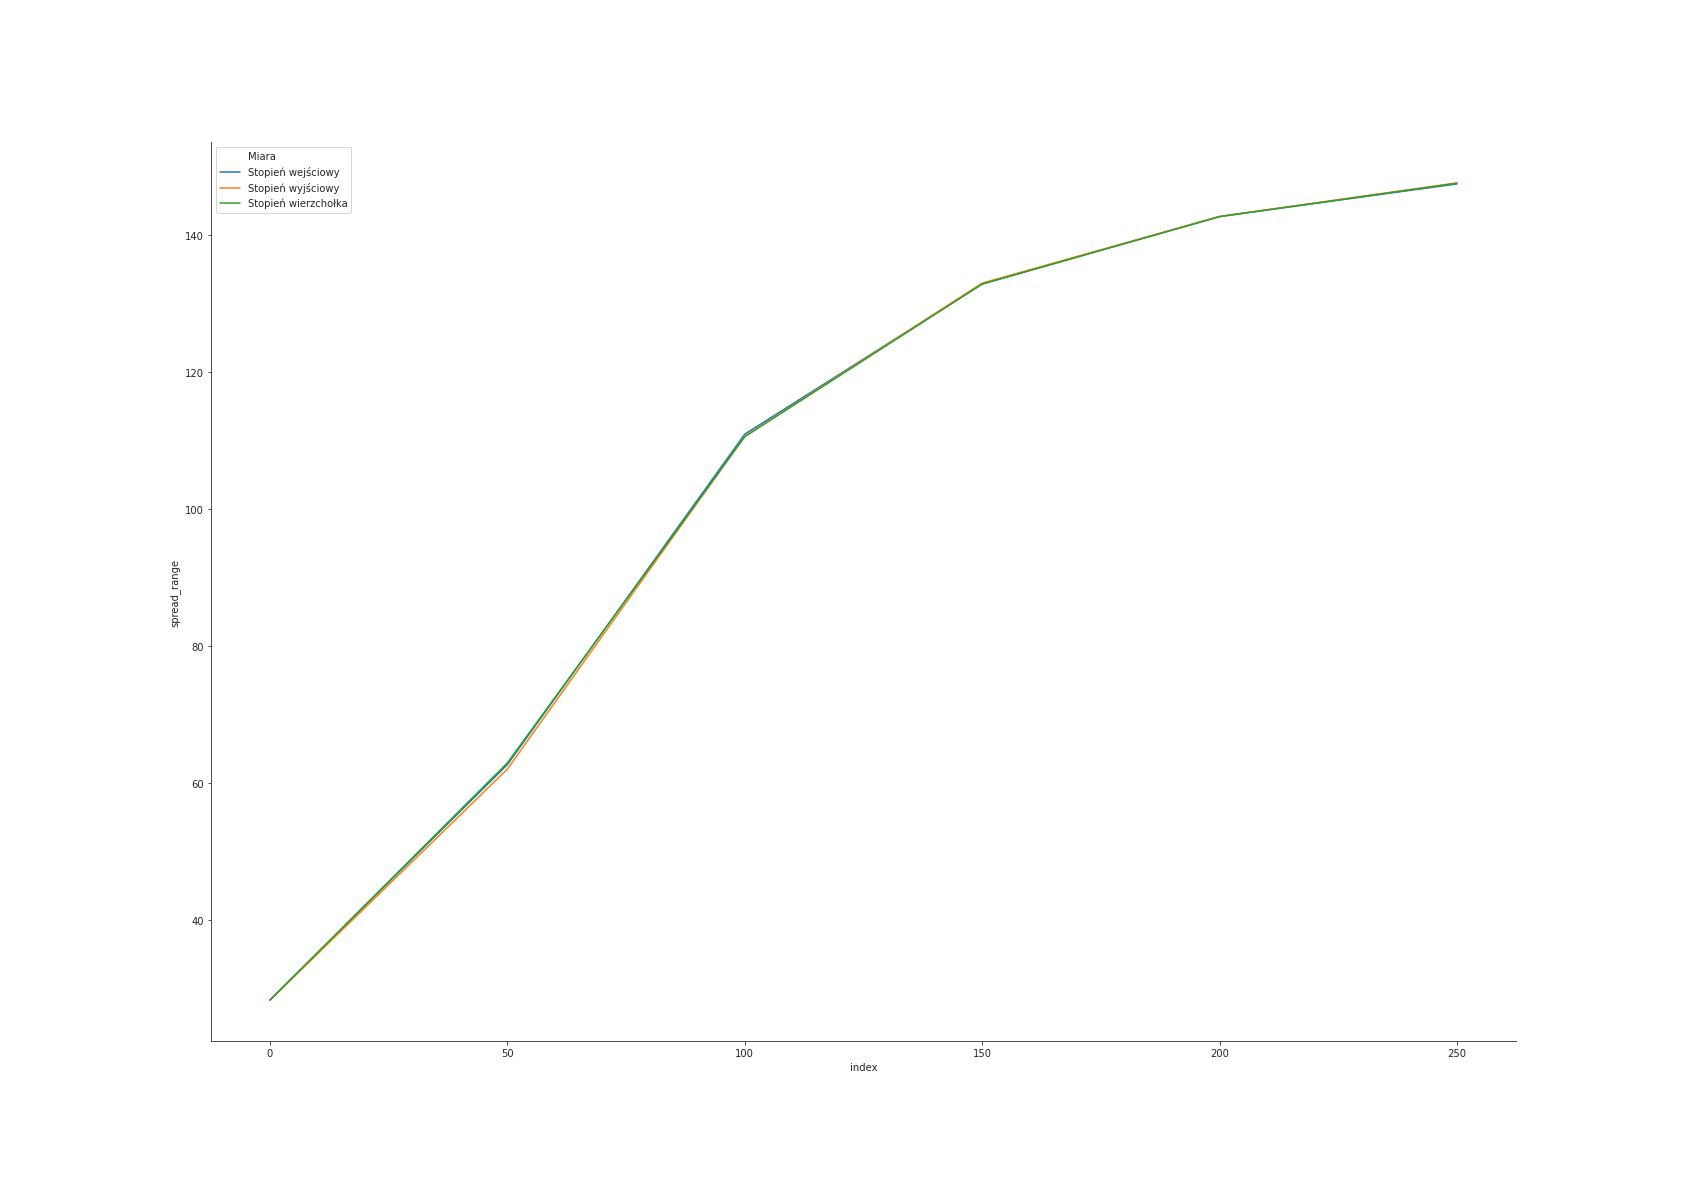 Miara
Stopień wejściowy
Stopień wyjściowy
Stopień wierzchołka
140
120
100
80
60
40
spread_range
0 50 100 150 200 250
index